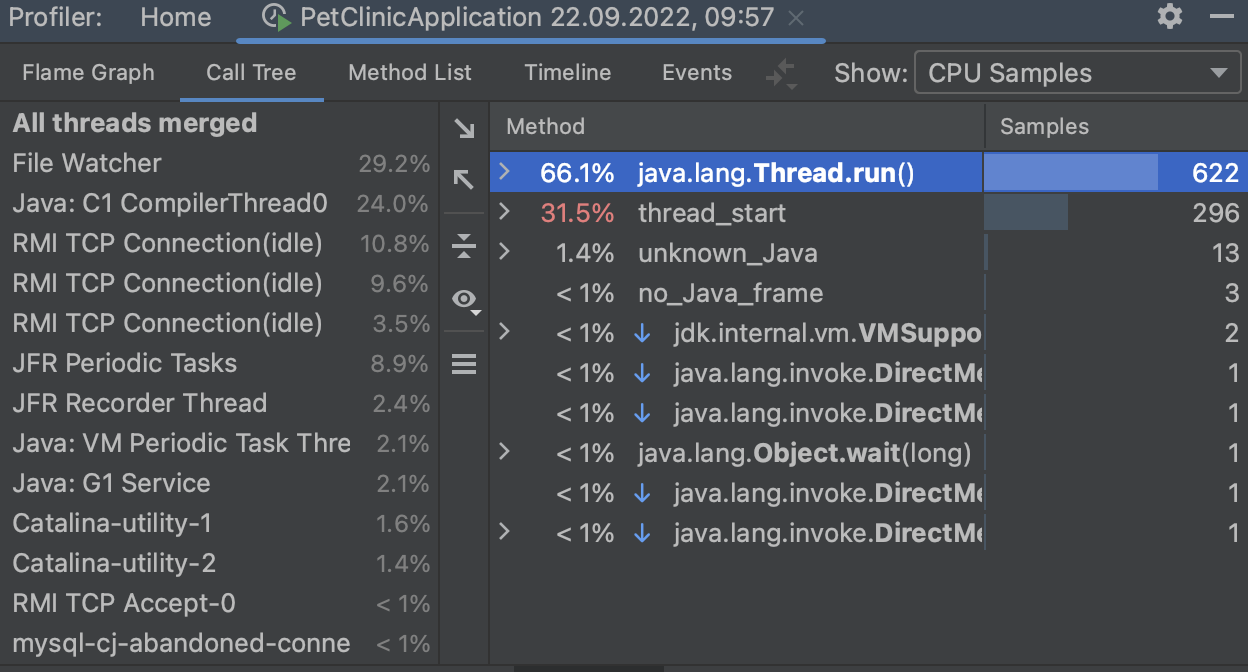 Profiler: Home PetClinicApplication 22.09.2022, 09:57
Flame Graph Call Tree Method List Timeline Events Show: CPU Samples
All threads merged
File Watcher 29.2%
Java: C1 CompilerThread0 24.0%
RMI TCP Connection(idle) 10.8%
RMI TCP Connection(idle) 9.6%
RMI TCP Connection(idle) 3.5%
JFR Periodic Tasks 8.9%
JFR Recorder Thread 2.4%
Java: VM Periodic Task Thre 2.1%
Java: G1 Service 2.1%
Catalina-utility-1 1.6%
Catalina-utility-2 1.4%
RMI TCP Accept-0 < 1%
mysql-cj-abandoned-conne < 1%
Method Samples
66.1% java.lang.Thread.run() 622
31.5% thread_start 296
1.4% unknown_Java 13
< 1% no_Java_frame 3
< 1% jdk.internal.vm.VMSuppo 2
< 1% java.lang.invoke.DirectMe 1
< 1% java.lang.invoke.DirectMe 1
< 1% java.lang.Object.wait(long) 1
< 1% java.lang.invoke.DirectMe 1
< 1% java.lang.invoke.DirectMe 1